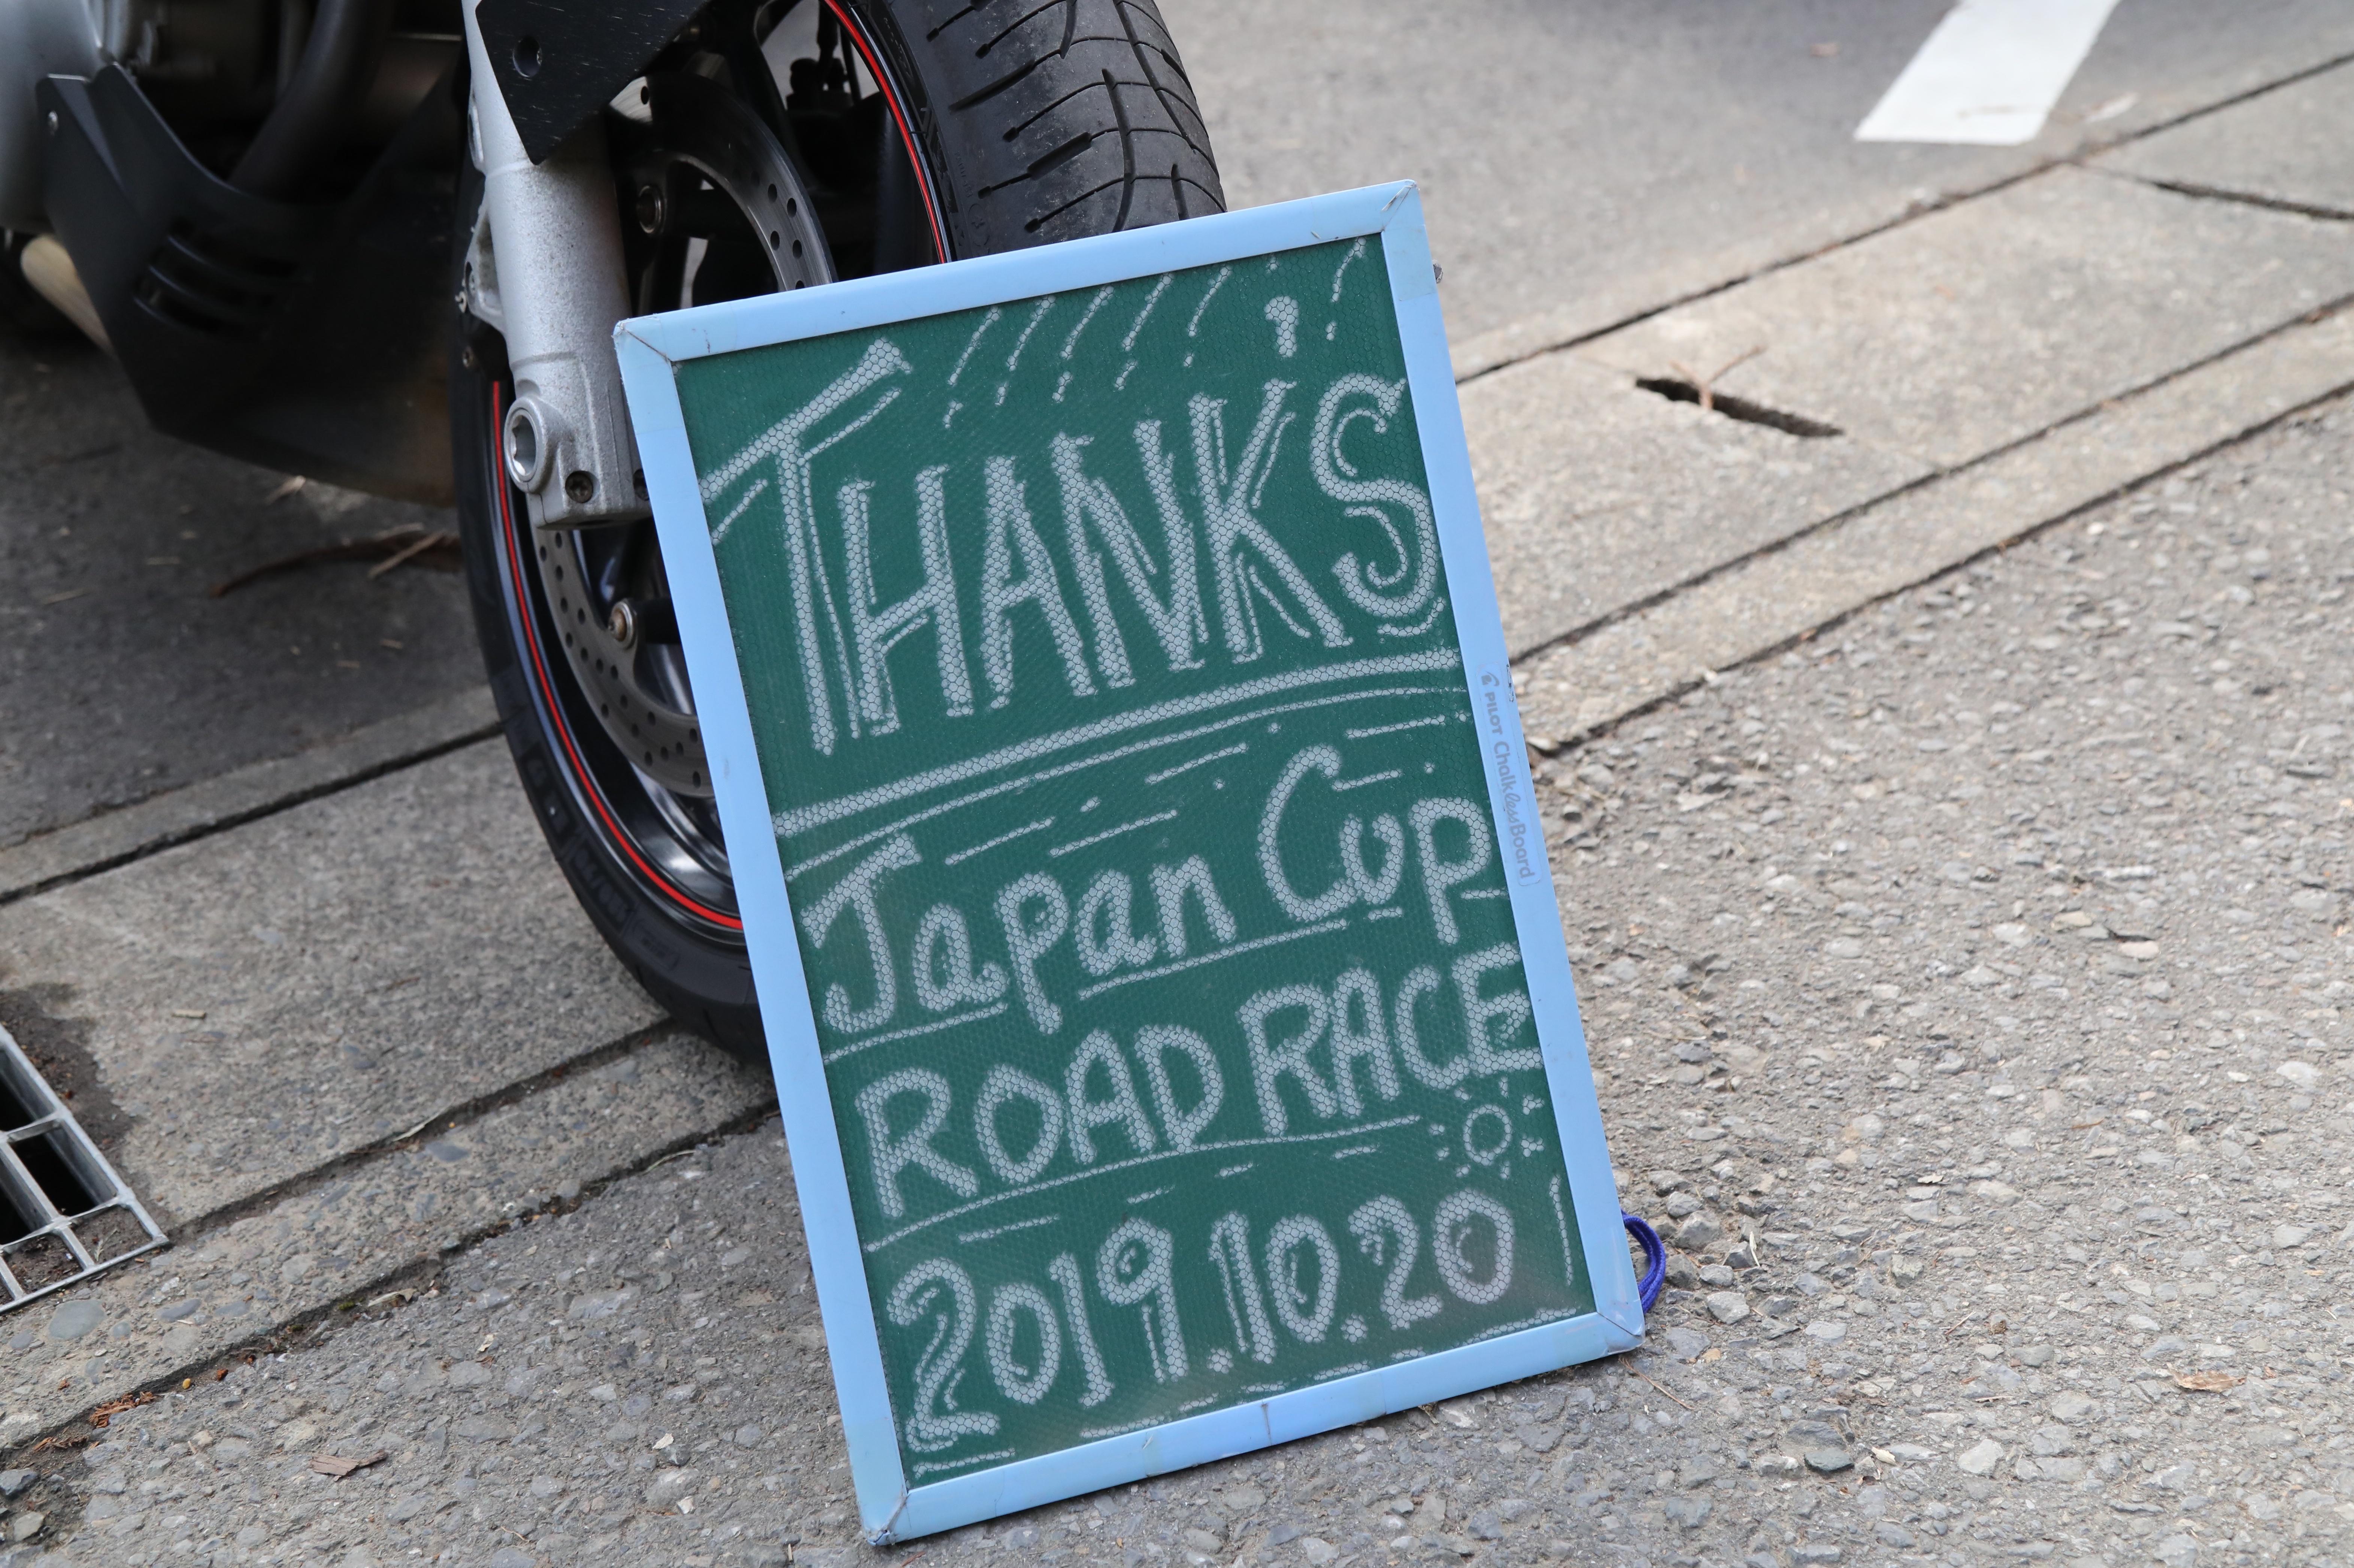 THANKS
Japan Cup
ROAD RACE
2019.10.20
PILOT ChalklessBoard